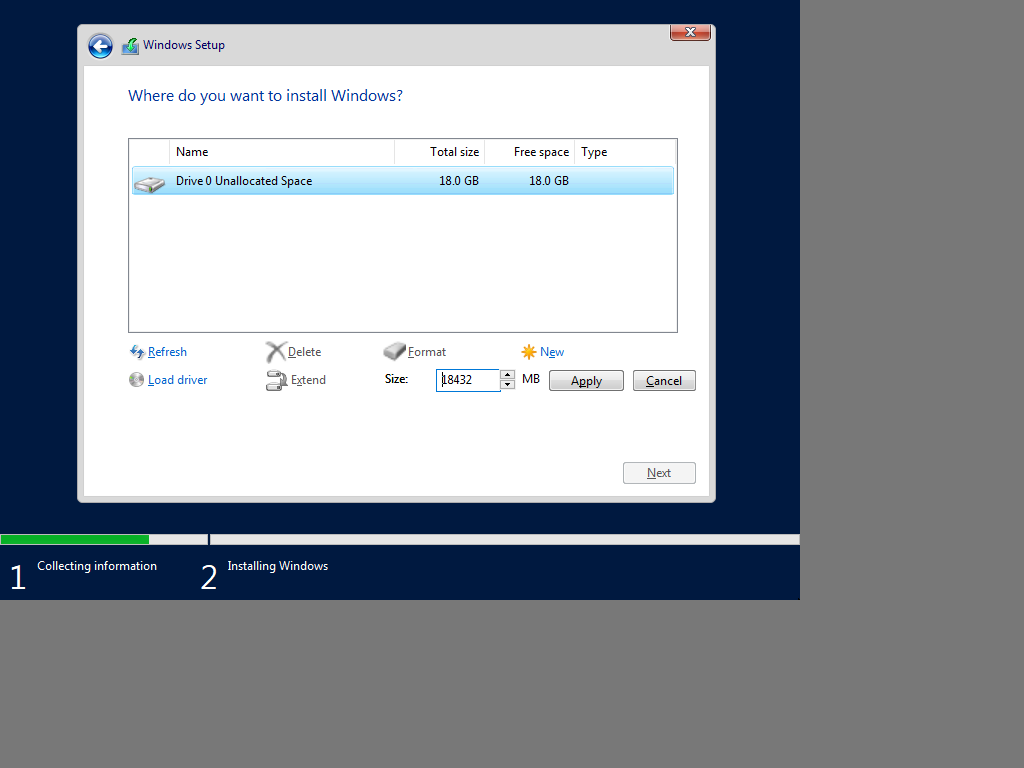 Windows Setup
Where do you want to install Windows?
Name Total size Free space Type
Drive 0 Unallocated Space 18.0 GB 18.0 GB
Refresh Delete Format New
Load driver Extend Size: 18432 MB Apply Cancel
Next
1 Collecting information 2 Installing Windows